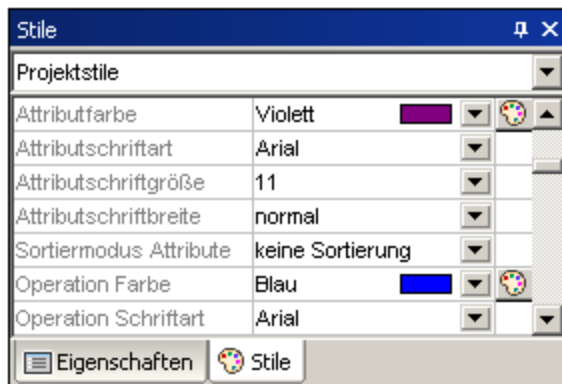 Stile
Projektstile
Attributfarbe Violett
Attributschriftart Arial
Attributschriftgröße 11
Attributschriftbreite normal
Sortiermodus Attribute keine Sortierung
Operation Farbe Blau
Operation Schriftart Arial
Eigenschaften Stile